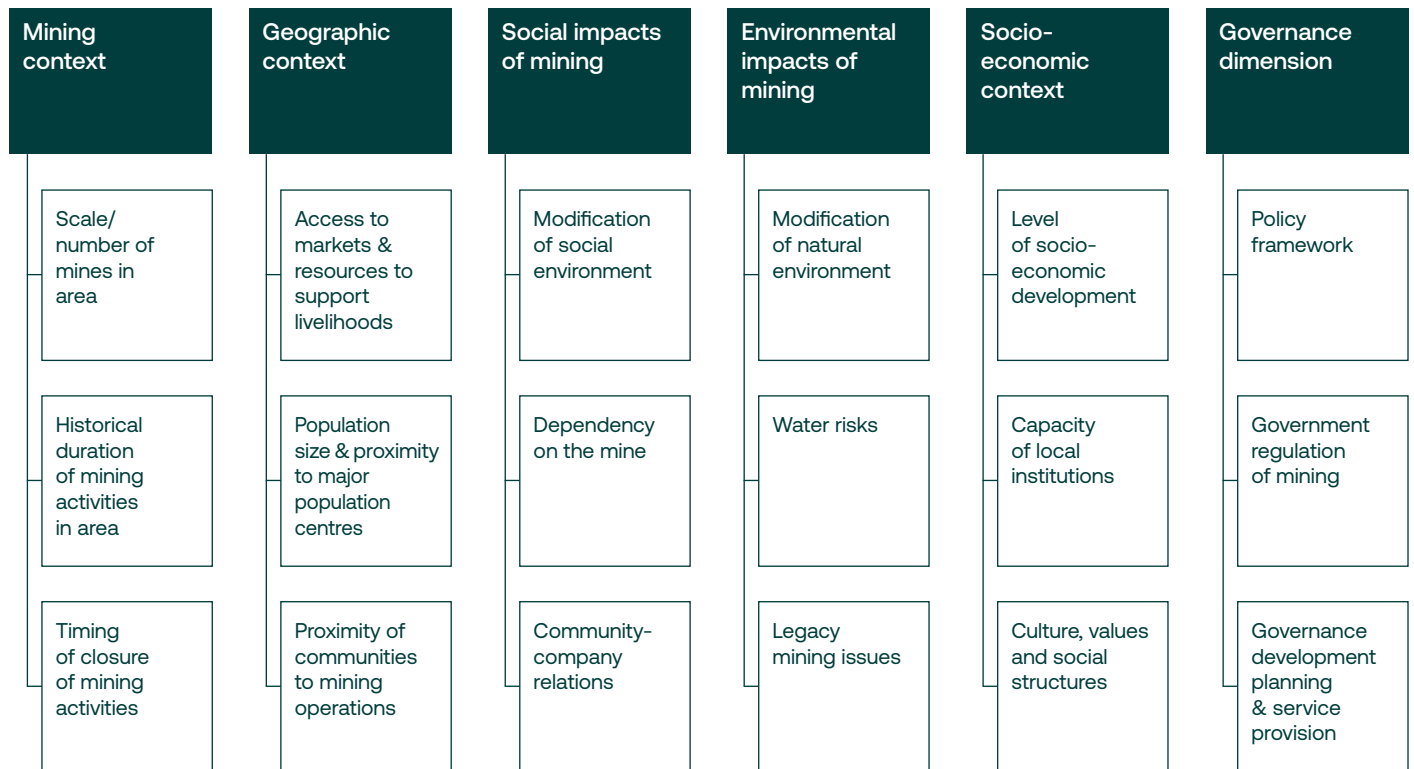 Mining
context
Geographic
context
Social impacts
of mining
Environmental
impacts of
mining
Socio-
economic
context
Governance
dimension
Scale/
number of
mines in
area
Access to
markets &
resources to
support
livelihoods
Modification
of social
environment
Modification
of natural
environment
Level
of socio-
economic
development
Policy
framework
Historical
duration
of mining
activities
in area
Population
size & proximity
to major
population
centres
Dependency
on the mine
Water risks
Capacity
of local
institutions
Government
regulation
of mining
Timing
of closure
of mining
activities
Proximity of
communities
to mining
operations
Community-
company
relations
Legacy
mining issues
Culture, values
and social
structures
Governance
development
planning
& service
provision